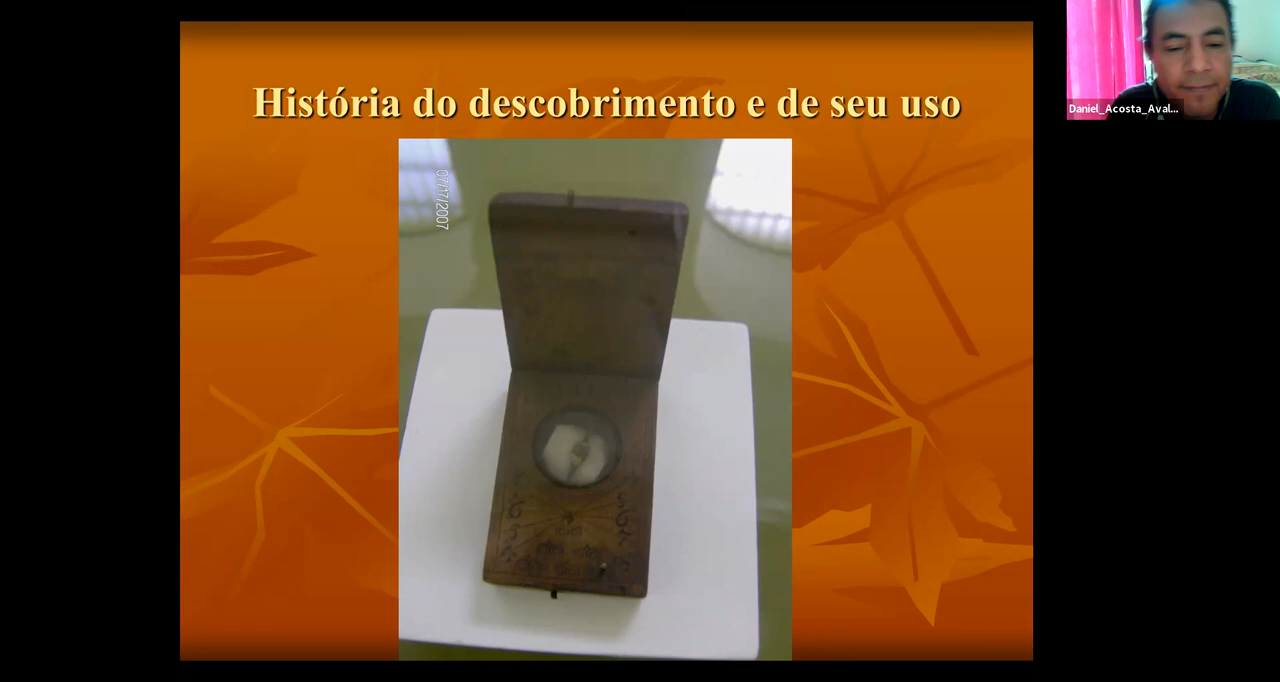 História do descobrimento e de seu uso
07/17/2007
Daniel_Acosta_Aval...